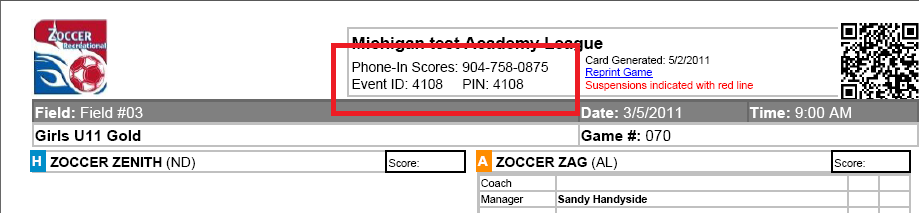 ZOCCER
Recreational
Michigan test Academy League
Phone-In Scores: 904-758-0875
Event ID: 4108 PIN: 4108
Card Generated: 5/2/2011
Reprint Game
Suspensions indicated with red line
Field: Field #03 Date: 3/5/2011 Time: 9:00 AM
Girls U11 Gold Game #: 070
H ZOCCER ZENITH (ND) Score: A ZOCCER ZAG (AL) Score:
Coach
Manager Sandy Handyside